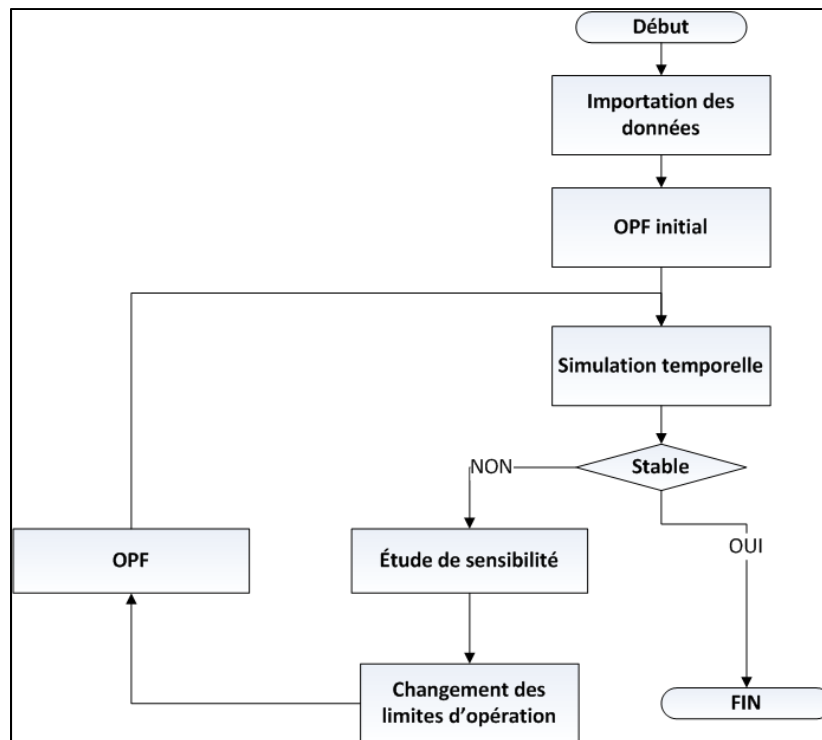 Début
Importation des
données
OPF initial
Simulation temporelle
Stable
NON
OUI
OPF
Étude de sensibilité
Changement des
limites d’opération
FIN